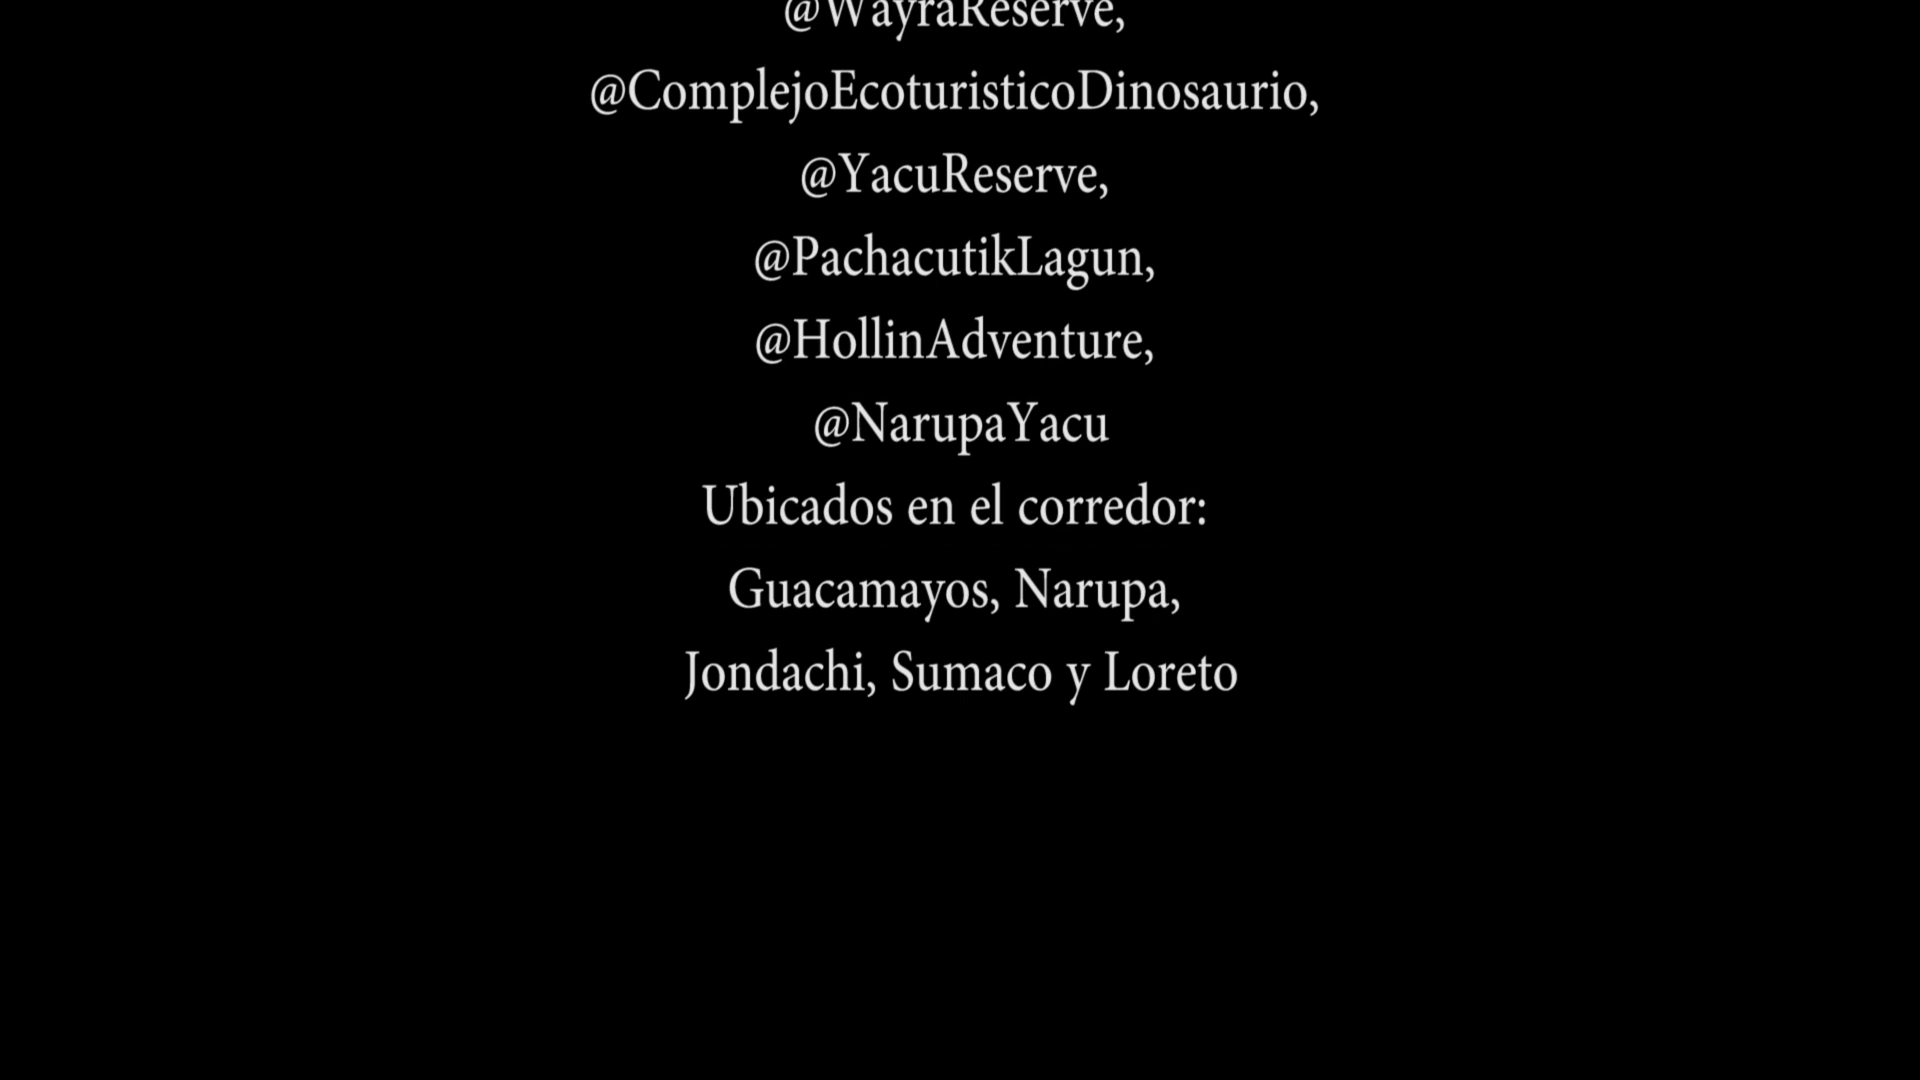 @WayraReserve,
@ComplejoEcoturisticoDinosaurio,
@YacuReserve,
@PachacutikLagun,
@HollinAdventure,
@NarupaYacu
Ubicados en el corredor:
Guacamayos, Narupa,
Jondachi, Sumaco y Loreto